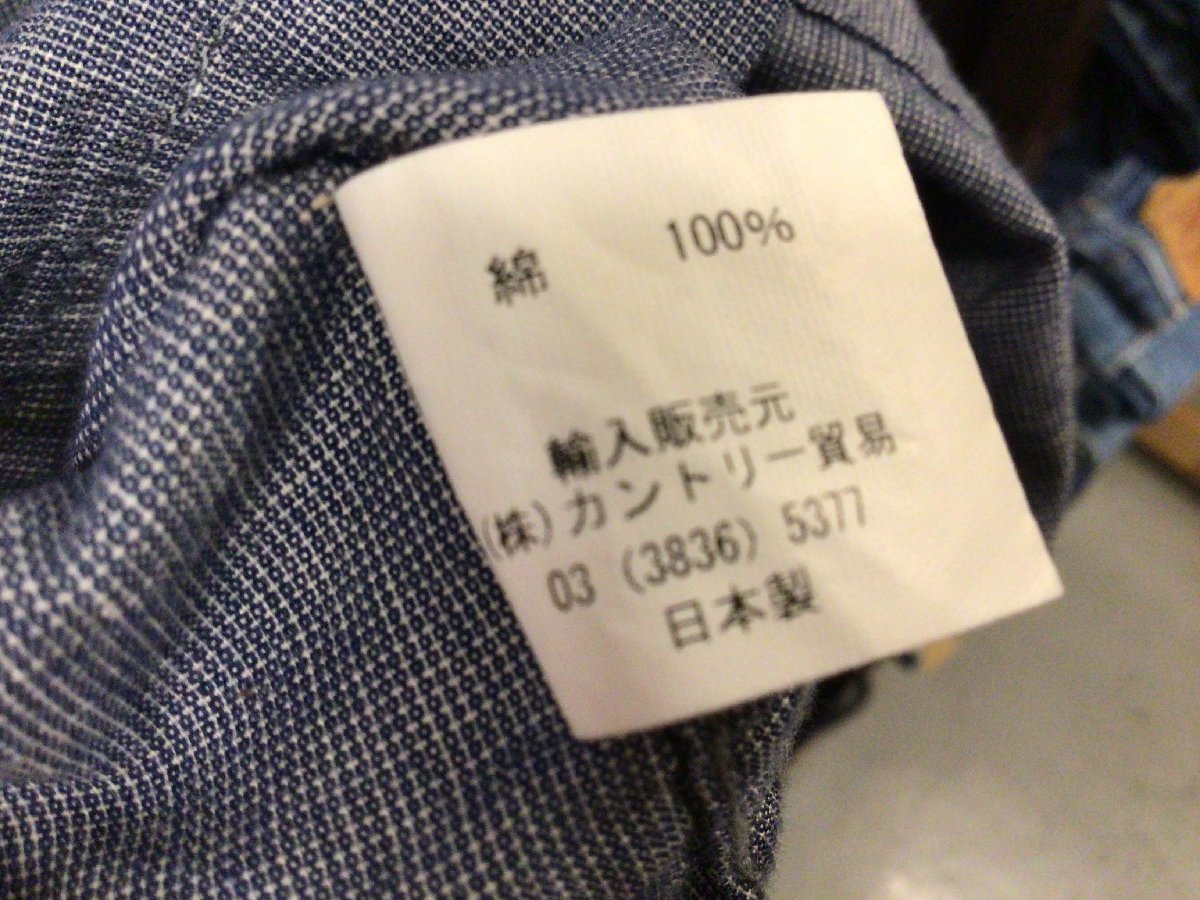 綿 100%
輸入販売元
(株)カントリー貿易
03 (3836) 5377
日本製